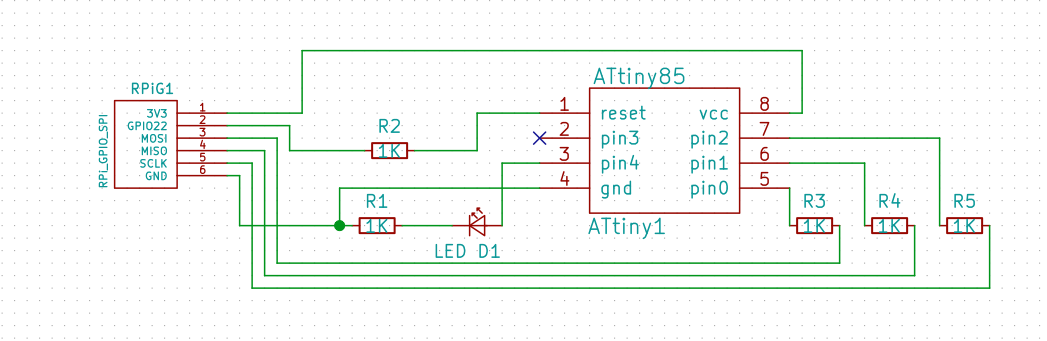 RPiG1
RPi_GPIO_SPI
3V3 1
GPIO22 2
MOSI 3
MISO 4
SCLK 5
GND 6
R2
1K
R1
1K
LED D1
ATtiny85
1 reset vcc 8
2 pin3 pin2 7
3 pin4 pin1 6
4 gnd pin0 5
ATtiny1
R3
1K
R4
1K
R5
1K